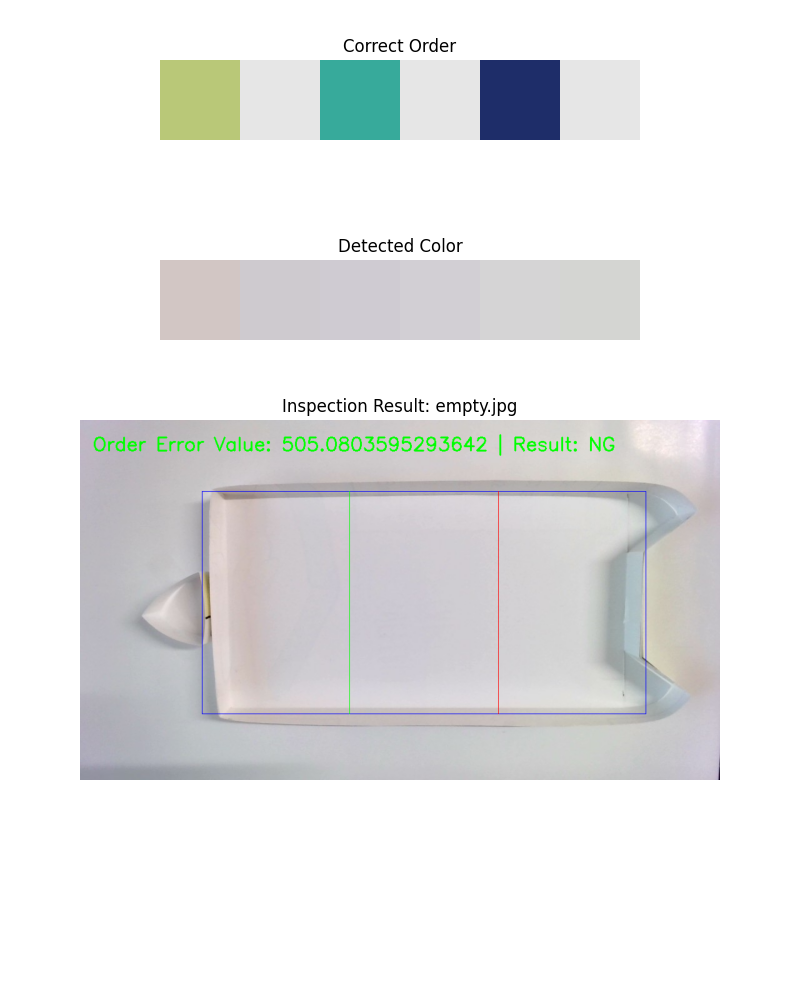 Correct Order
Detected Color
Inspection Result: empty.jpg
Order Error Value: 505.0803595293642 | Result: NG